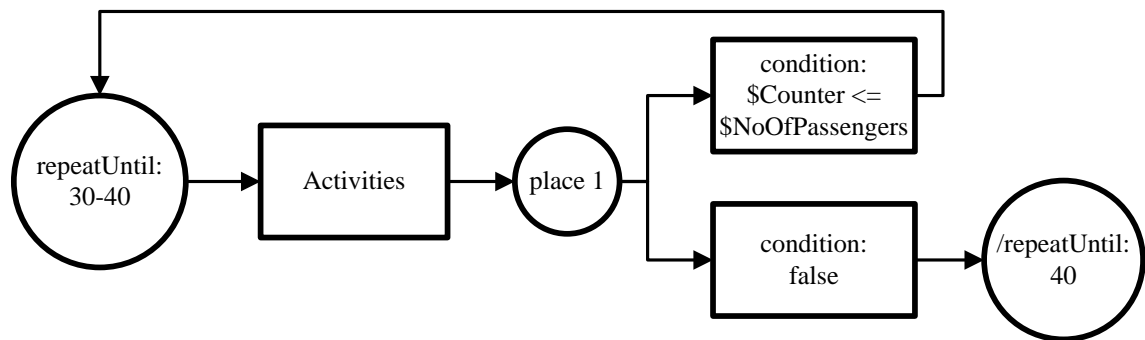 repeatUntil:
30-40
Activities
place 1
condition:
$Counter <=
$NoOfPassengers
condition:
false
/repeatUntil:
40